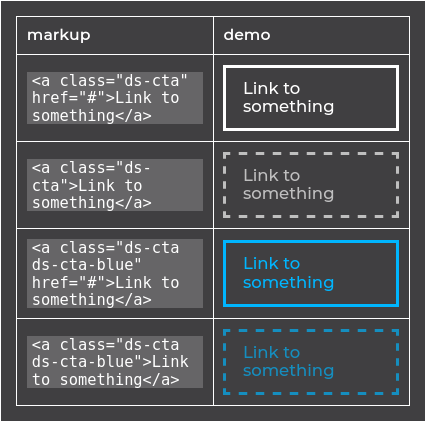 markup
demo
<a class="ds-cta"
href="#">Link to
something</a>
Link to
something
<a class="ds-
cta">Link to
something</a>
Link to
something
<a class="ds-cta
ds-cta-blue"
href="#">Link to
something</a>
Link to
something
<a class="ds-cta
ds-cta-blue">Link
to something</a>
Link to
something